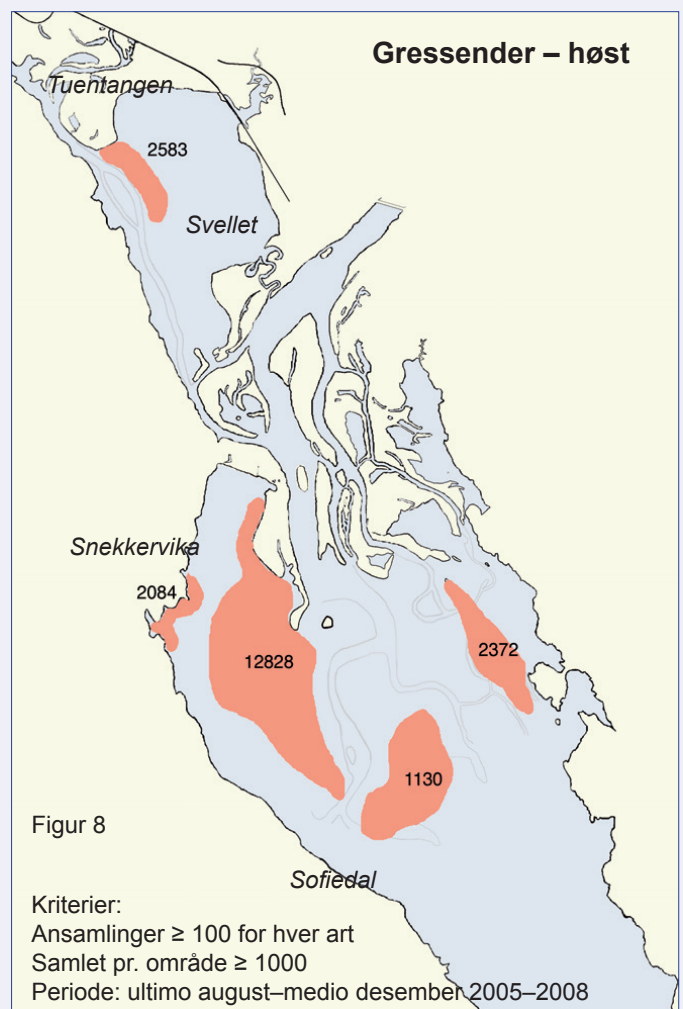 Gressender – høst
Tuentangen
2583
Svellet
Snekkervika
2084
12828
2372
1130
Figur 8
Sofiedal
Kriterier:
Ansamlinger ≥ 100 for hver art
Samlet pr. område ≥ 1000
Periode: ultimo august–medio desember 2005–2008